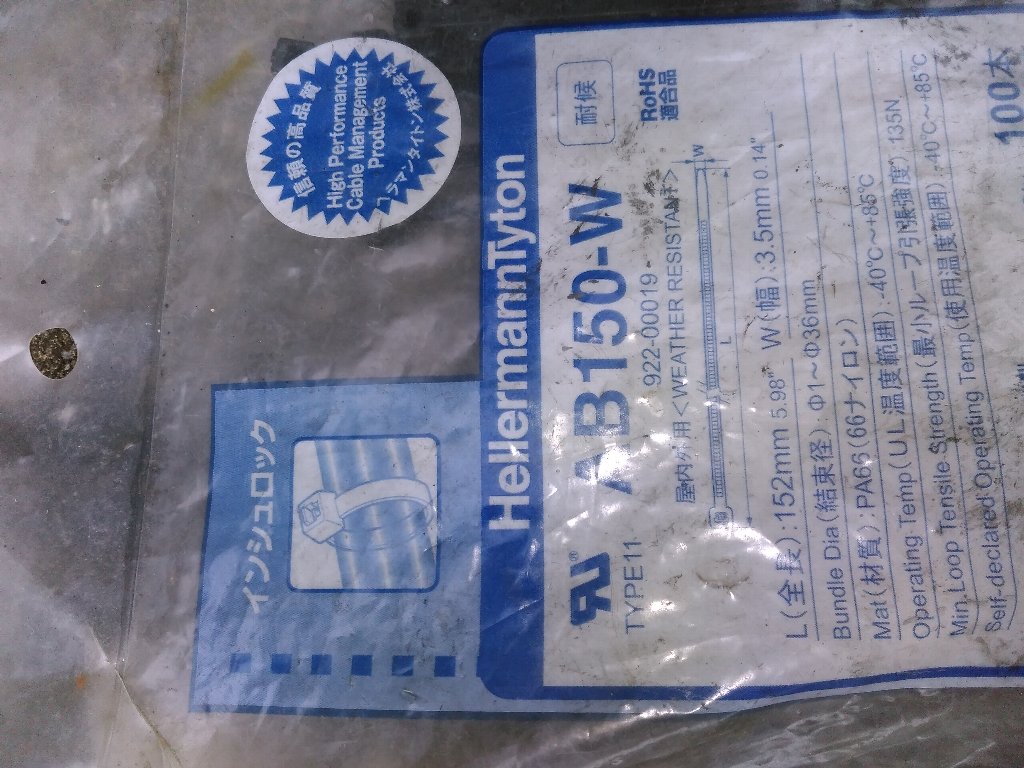 信頼の高品質
High Performance
Cable Management
Products
ヘラマンタイトン株式会社
インシュロック
HellermannTyton
耐候
RoHS
適合品
AB150-W
TYPE11
922-00019
屋内外用<WEATHER RESISTANT>
W
L
L(全長):152mm 5.98" W(幅):3.5mm 0.14"
Bundle Dia(結束径).Φ1~Φ36mm
Mat(材質).PA66(66ナイロン)
Operating Temp(UL温度範囲).-40℃~+85℃
Min.Loop Tensile Strength(最小ループ引張強度) 135N
Self-declared Operating Temp(使用温度範囲).-40℃~+85℃
100本